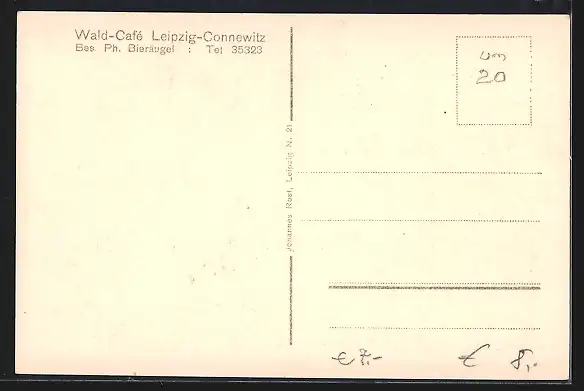 Wald-Café Leipzig-Connewitz
Bes. Ph. Bieräugel : Tel 35323
Johannes Rost, Leipzig N. 21
um
20
€ 7.-
€ 8,-